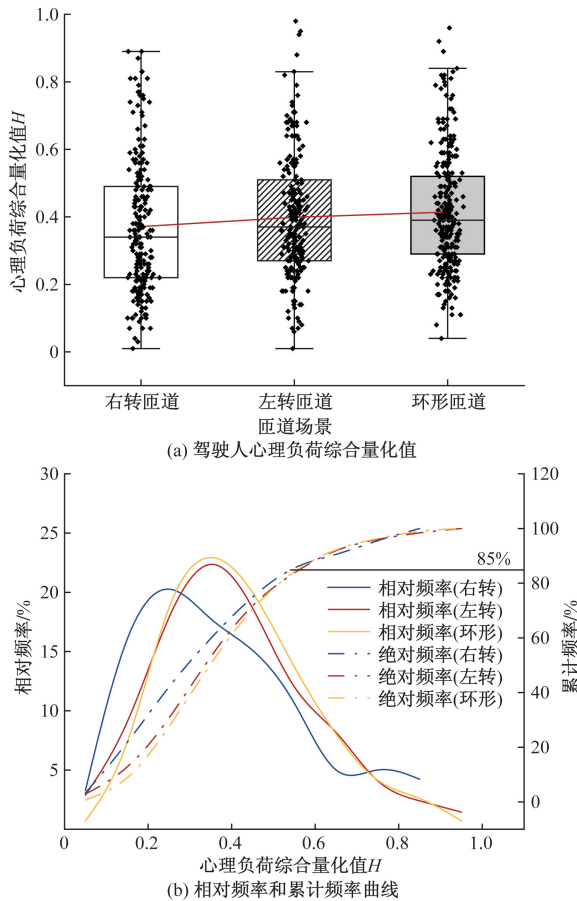 心理负荷综合量化值H
1.0
0.8
0.6
0.4
0.2
0
右转匝道
左转匝道
环形匝道
匝道场景
(a) 驾驶人心理负荷综合量化值
相对频率/%
30
25
20
15
10
5
120
100
80
60
40
20
0
累计频率/%
85%
相对频率(右转)
相对频率(左转)
相对频率(环形)
绝对频率(右转)
绝对频率(左转)
绝对频率(环形)
0
0.2
0.4
0.6
0.8
1.0
心理负荷综合量化值H
(b) 相对频率和累计频率曲线